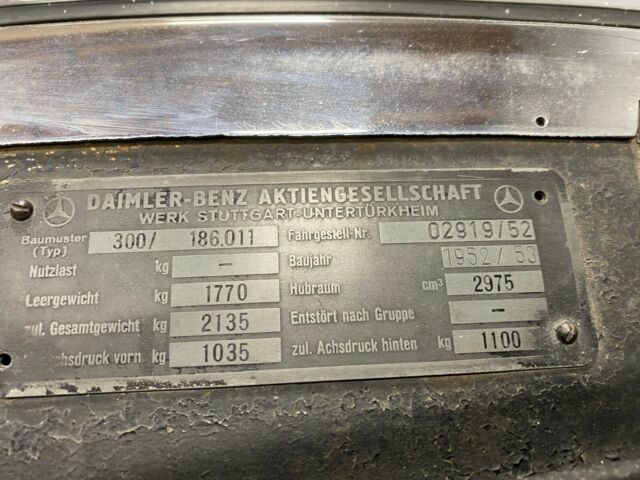 DAIMLER-BENZ AKTIENGESELLSCHAFT
WERK STUTTGART-UNTERTÜRKHEIM
Baumuster (Typ) 300/ 186.011 Fahrgestell-Nr. 02919/52
Nutzlast kg – Baujahr 1952/53
Leergewicht kg 1770 Hubraum cm³ 2975
zul. Gesamtgewicht kg 2135 Entstört nach Gruppe –
chsdruck vorn kg 1035 zul. Achsdruck hinten kg 1100